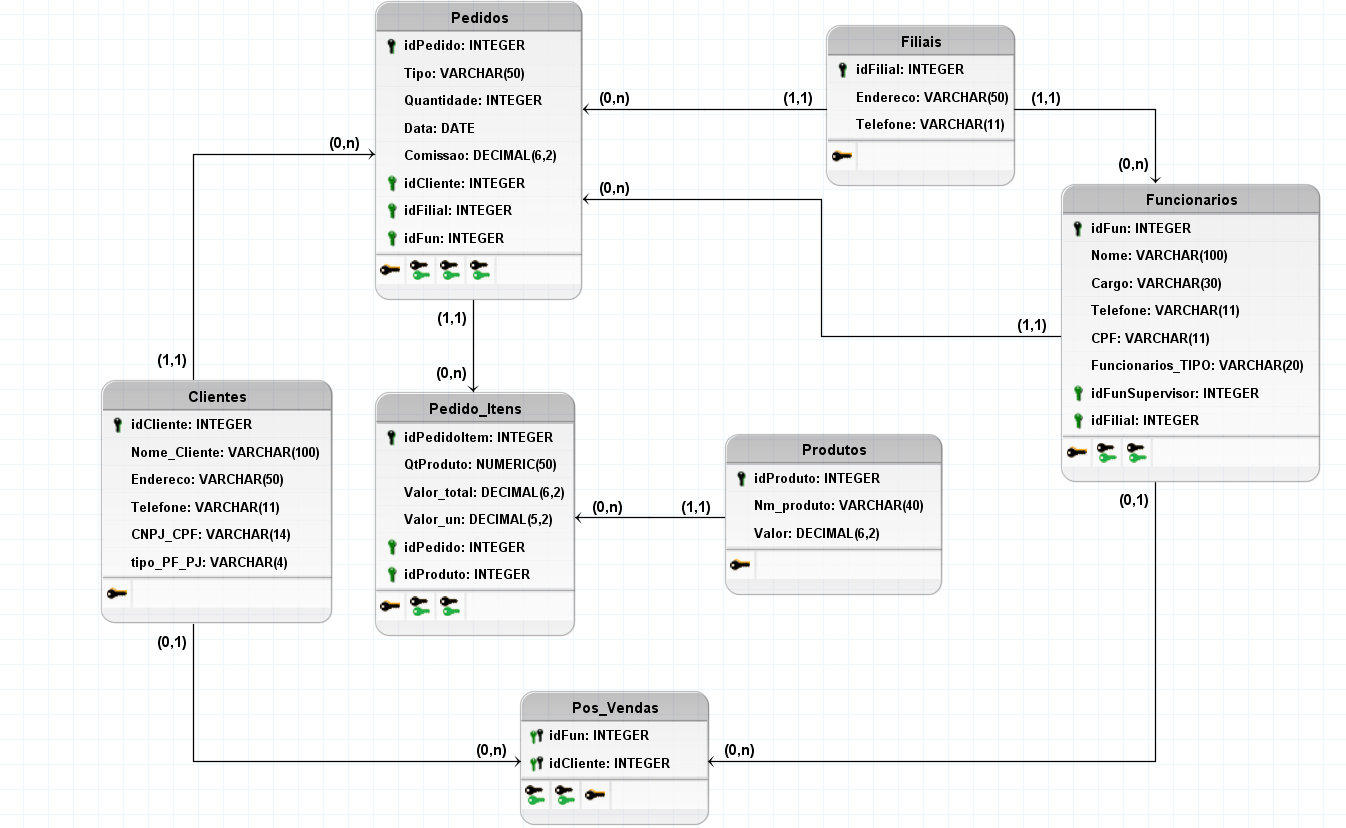 Pedidos
idPedido: INTEGER
Tipo: VARCHAR(50)
Quantidade: INTEGER
Data: DATE
Comissao: DECIMAL(6,2)
idCliente: INTEGER
idFilial: INTEGER
idFun: INTEGER
(0,n)
(1,1)
Filiais
idFilial: INTEGER
Endereco: VARCHAR(50)
Telefone: VARCHAR(11)
(1,1)
(0,n)
(0,n)
(0,n)
(1,1)
Funcionarios
idFun: INTEGER
Nome: VARCHAR(100)
Cargo: VARCHAR(30)
Telefone: VARCHAR(11)
CPF: VARCHAR(11)
Funcionarios_TIPO: VARCHAR(20)
idFunSupervisor: INTEGER
idFilial: INTEGER
(1,1)
(0,n)
(1,1)
Clientes
idCliente: INTEGER
Nome_Cliente: VARCHAR(100)
Endereco: VARCHAR(50)
Telefone: VARCHAR(11)
CNPJ_CPF: VARCHAR(14)
tipo_PF_PJ: VARCHAR(4)
Pedido_Itens
idPedidoItem: INTEGER
QtProduto: NUMERIC(50)
Valor_total: DECIMAL(6,2)
Valor_un: DECIMAL(5,2)
idPedido: INTEGER
idProduto: INTEGER
(0,n)
(1,1)
Produtos
idProduto: INTEGER
Nm_produto: VARCHAR(40)
Valor: DECIMAL(6,2)
(0,1)
(0,1)
(0,n)
Pos_Vendas
idFun: INTEGER
idCliente: INTEGER
(0,n)